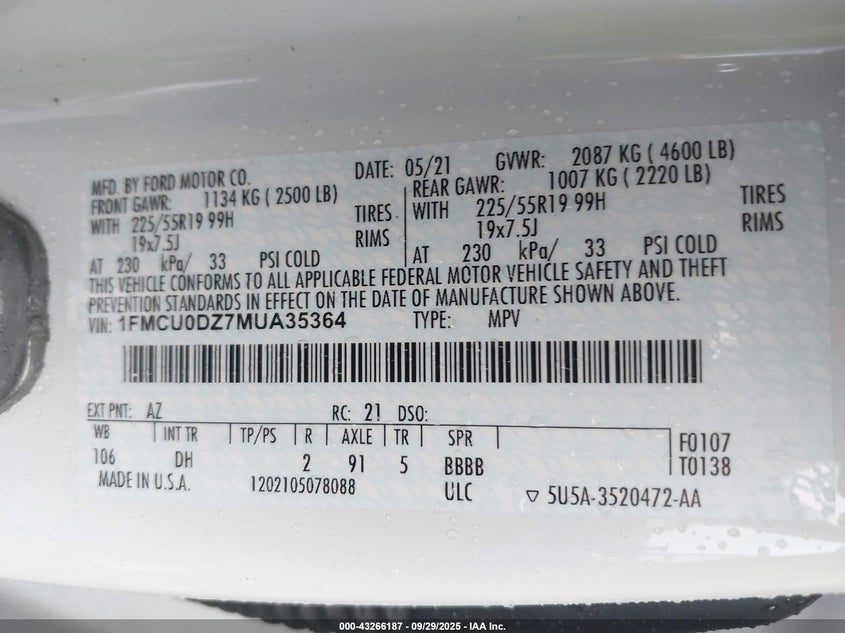 MFD. BY FORD MOTOR CO. DATE: 05/21 GVWR: 2087 KG ( 4600 LB)
FRONT GAWR: 1134 KG ( 2500 LB) REAR GAWR: 1007 KG ( 2220 LB)
WITH 225/55R19 99H TIRES WITH 225/55R19 99H TIRES
19x7.5J RIMS 19x7.5J RIMS
AT 230 kPa/ 33 PSI COLD AT 230 kPa/ 33 PSI COLD
THIS VEHICLE CONFORMS TO ALL APPLICABLE FEDERAL MOTOR VEHICLE SAFETY AND THEFT
PREVENTION STANDARDS IN EFFECT ON THE DATE OF MANUFACTURE SHOWN ABOVE.
VIN: 1FMCU0DZ7MUA35364 TYPE: MPV
EXT PNT: AZ RC: 21 DSO:
WB INT TR TP/PS R AXLE TR SPR F0107
106 DH 2 91 5 BBBB T0138
MADE IN U.S.A. 1202105078088 ULC 5U5A-3520472-AA
000-43266187 - 09/29/2025 - IAA Inc.